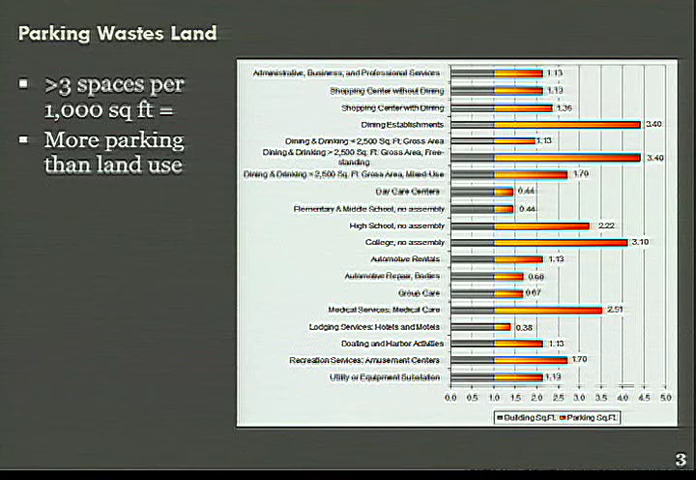 Parking Wastes Land
>3 spaces per
1,000 sq ft =
More parking
than land use
Administrative, Business, and Professional Services 1.13
Shopping Center without Dining 1.13
Shopping Center with Dining 1.36
Dining Establishments 3.40
Dining & Drinking < 2,500 Sq. Ft. Gross Area 1.13
Dining & Drinking > 2,500 Sq. Ft. Gross Area, Free-
standing 3.40
Dining & Drinking > 2,500 Sq. Ft. Gross Area, Mixed-Use 1.70
Day Care Centers 0.44
Elementary & Middle School, no assembly 0.44
High School, no assembly 2.22
College, no assembly 3.10
Automotive Rentals 1.13
Automotive Repair, Bodies 0.68
Group Care 0.67
Medical Services: Medical Care 2.51
Lodging Services: Hotels and Motels 0.38
Boating and Harbor Activities 1.13
Recreation Services: Amusement Centers 1.70
Utility or Equipment Substation 1.13
0.0 0.5 1.0 1.5 2.0 2.5 3.0 3.5 4.0 4.5 5.0
Building Sq.Ft. Parking Sq.Ft.
3